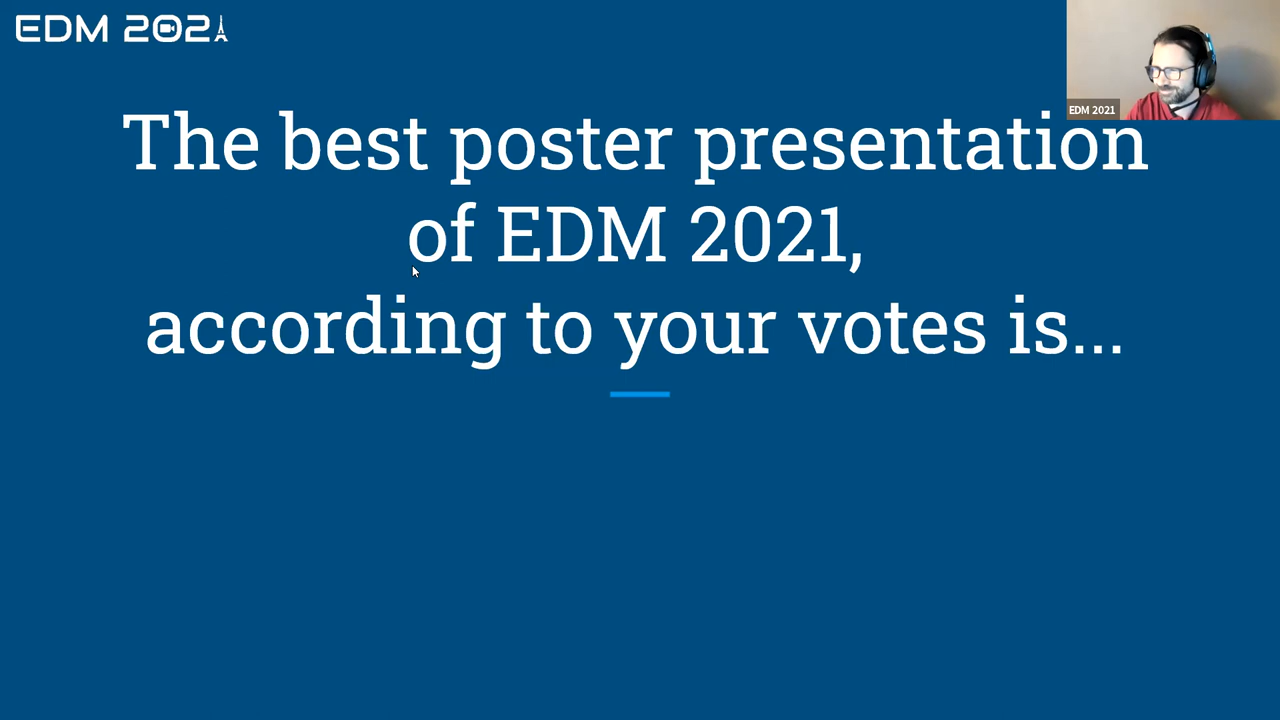 EDM 2021
EDM 2021
The best poster presentation
of EDM 2021,
according to your votes is...